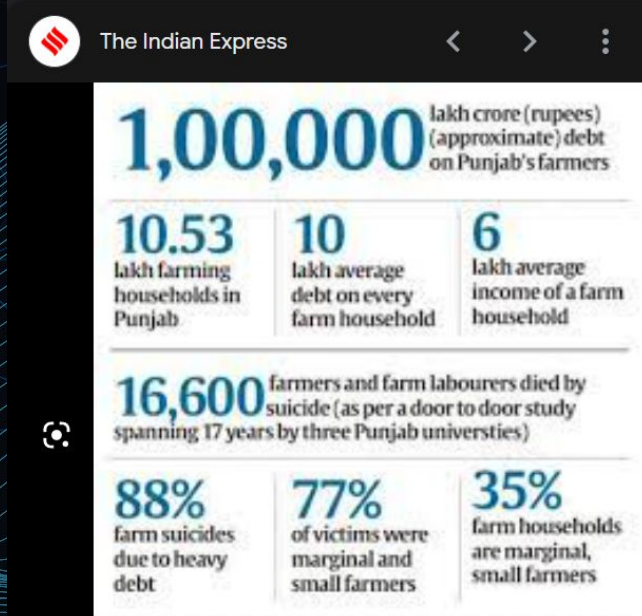 The Indian Express
1,00,000
lakh crore (rupees)
(approximate) debt
on Punjab's farmers
10.53
lakh farming
households in
Punjab
10
lakh average
debt on every
farm household
6
lakh average
income of a farm
household
16,600 farmers and farm labourers died by
suicide (as per a door to door study
spanning 17 years by three Punjab universties)
88%
farm suicides
due to heavy
debt
77%
of victims were
marginal and
small farmers
35%
farm households
are marginal,
small farmers